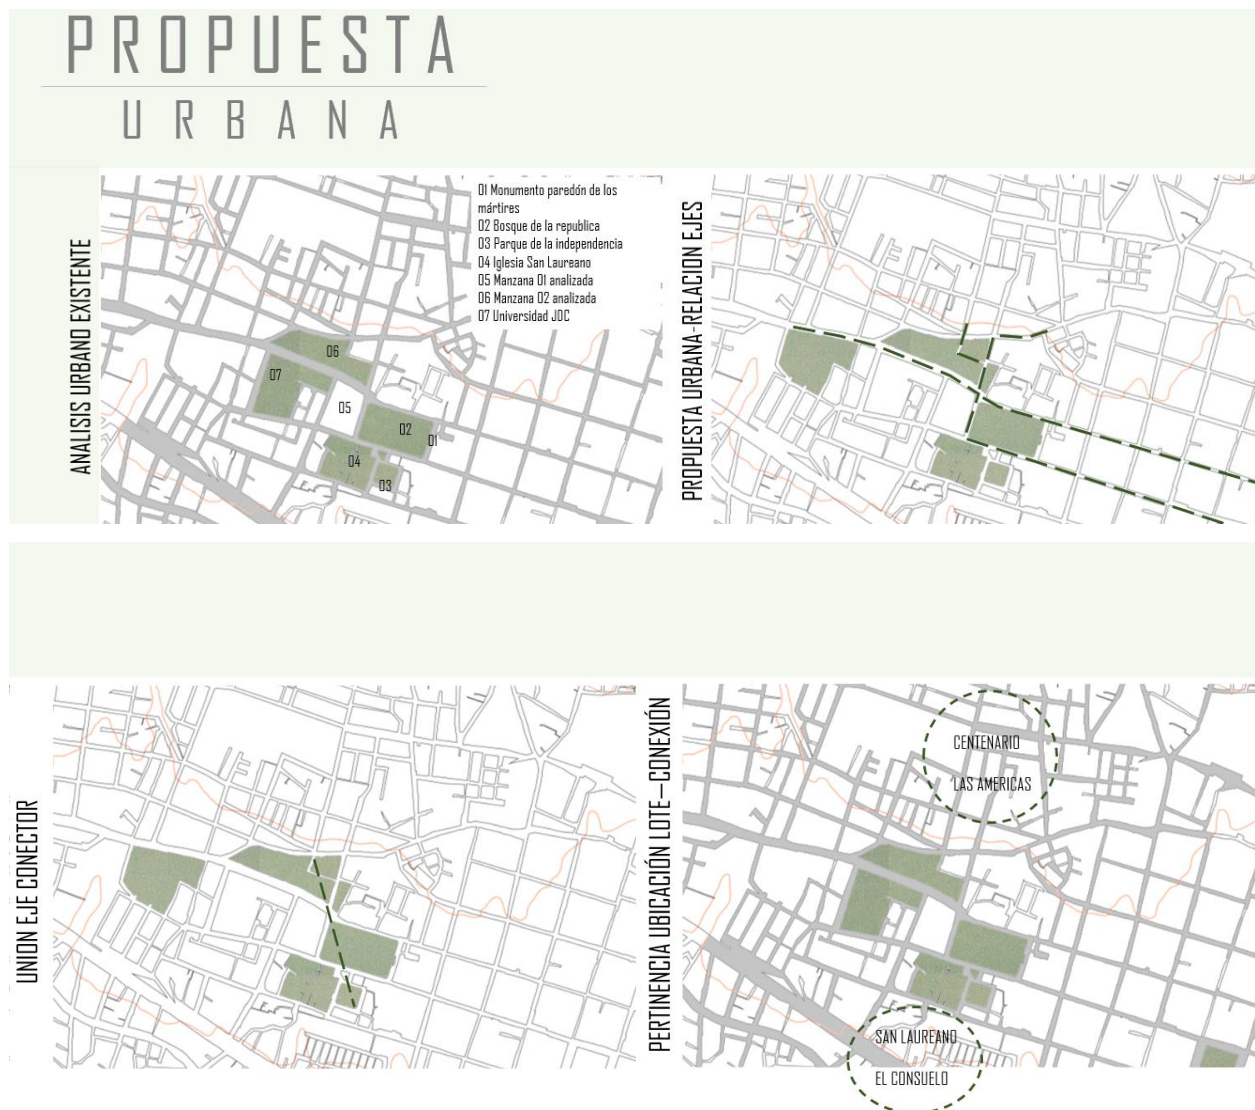 PROPUESTA
URBANA
ANALISIS URBANO EXISTENTE
01 Monumento paredón de los
mártires
02 Bosque de la republica
03 Parque de la independencia
04 Iglesia San Laureano
05 Manzana 01 analizada
06 Manzana 02 analizada
07 Universidad JDC
06
07
05
02
01
04
03
PROPUESTA URBANA-RELACION EJES
UNION EJE CONECTOR
PERTINENCIA UBICACIÓN LOTE–CONEXIÓN
CENTENARIO
LAS AMERICAS
SAN LAUREANO
EL CONSUELO